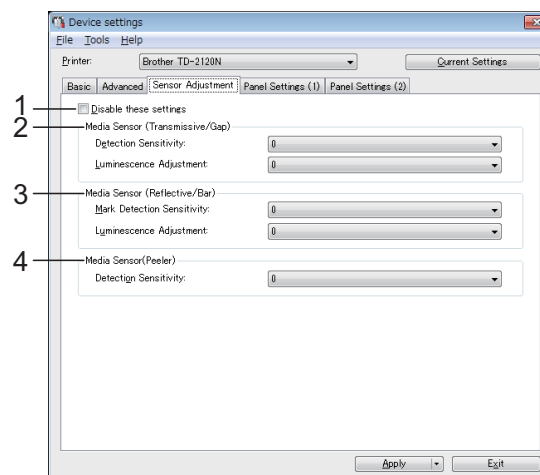 Device settings
File Tools Help
Printer: Brother TD-2120N Current Settings
Basic Advanced Sensor Adjustment Panel Settings (1) Panel Settings (2)
1 Disable these settings
2 Media Sensor (Transmissive/Gap)
Detection Sensitivity: 0
Luminescence Adjustment: 0
3 Media Sensor (Reflective/Bar)
Mark Detection Sensitivity: 0
Luminescence Adjustment: 0
4 Media Sensor(Peeler)
Detection Sensitivity: 0
Apply Exit